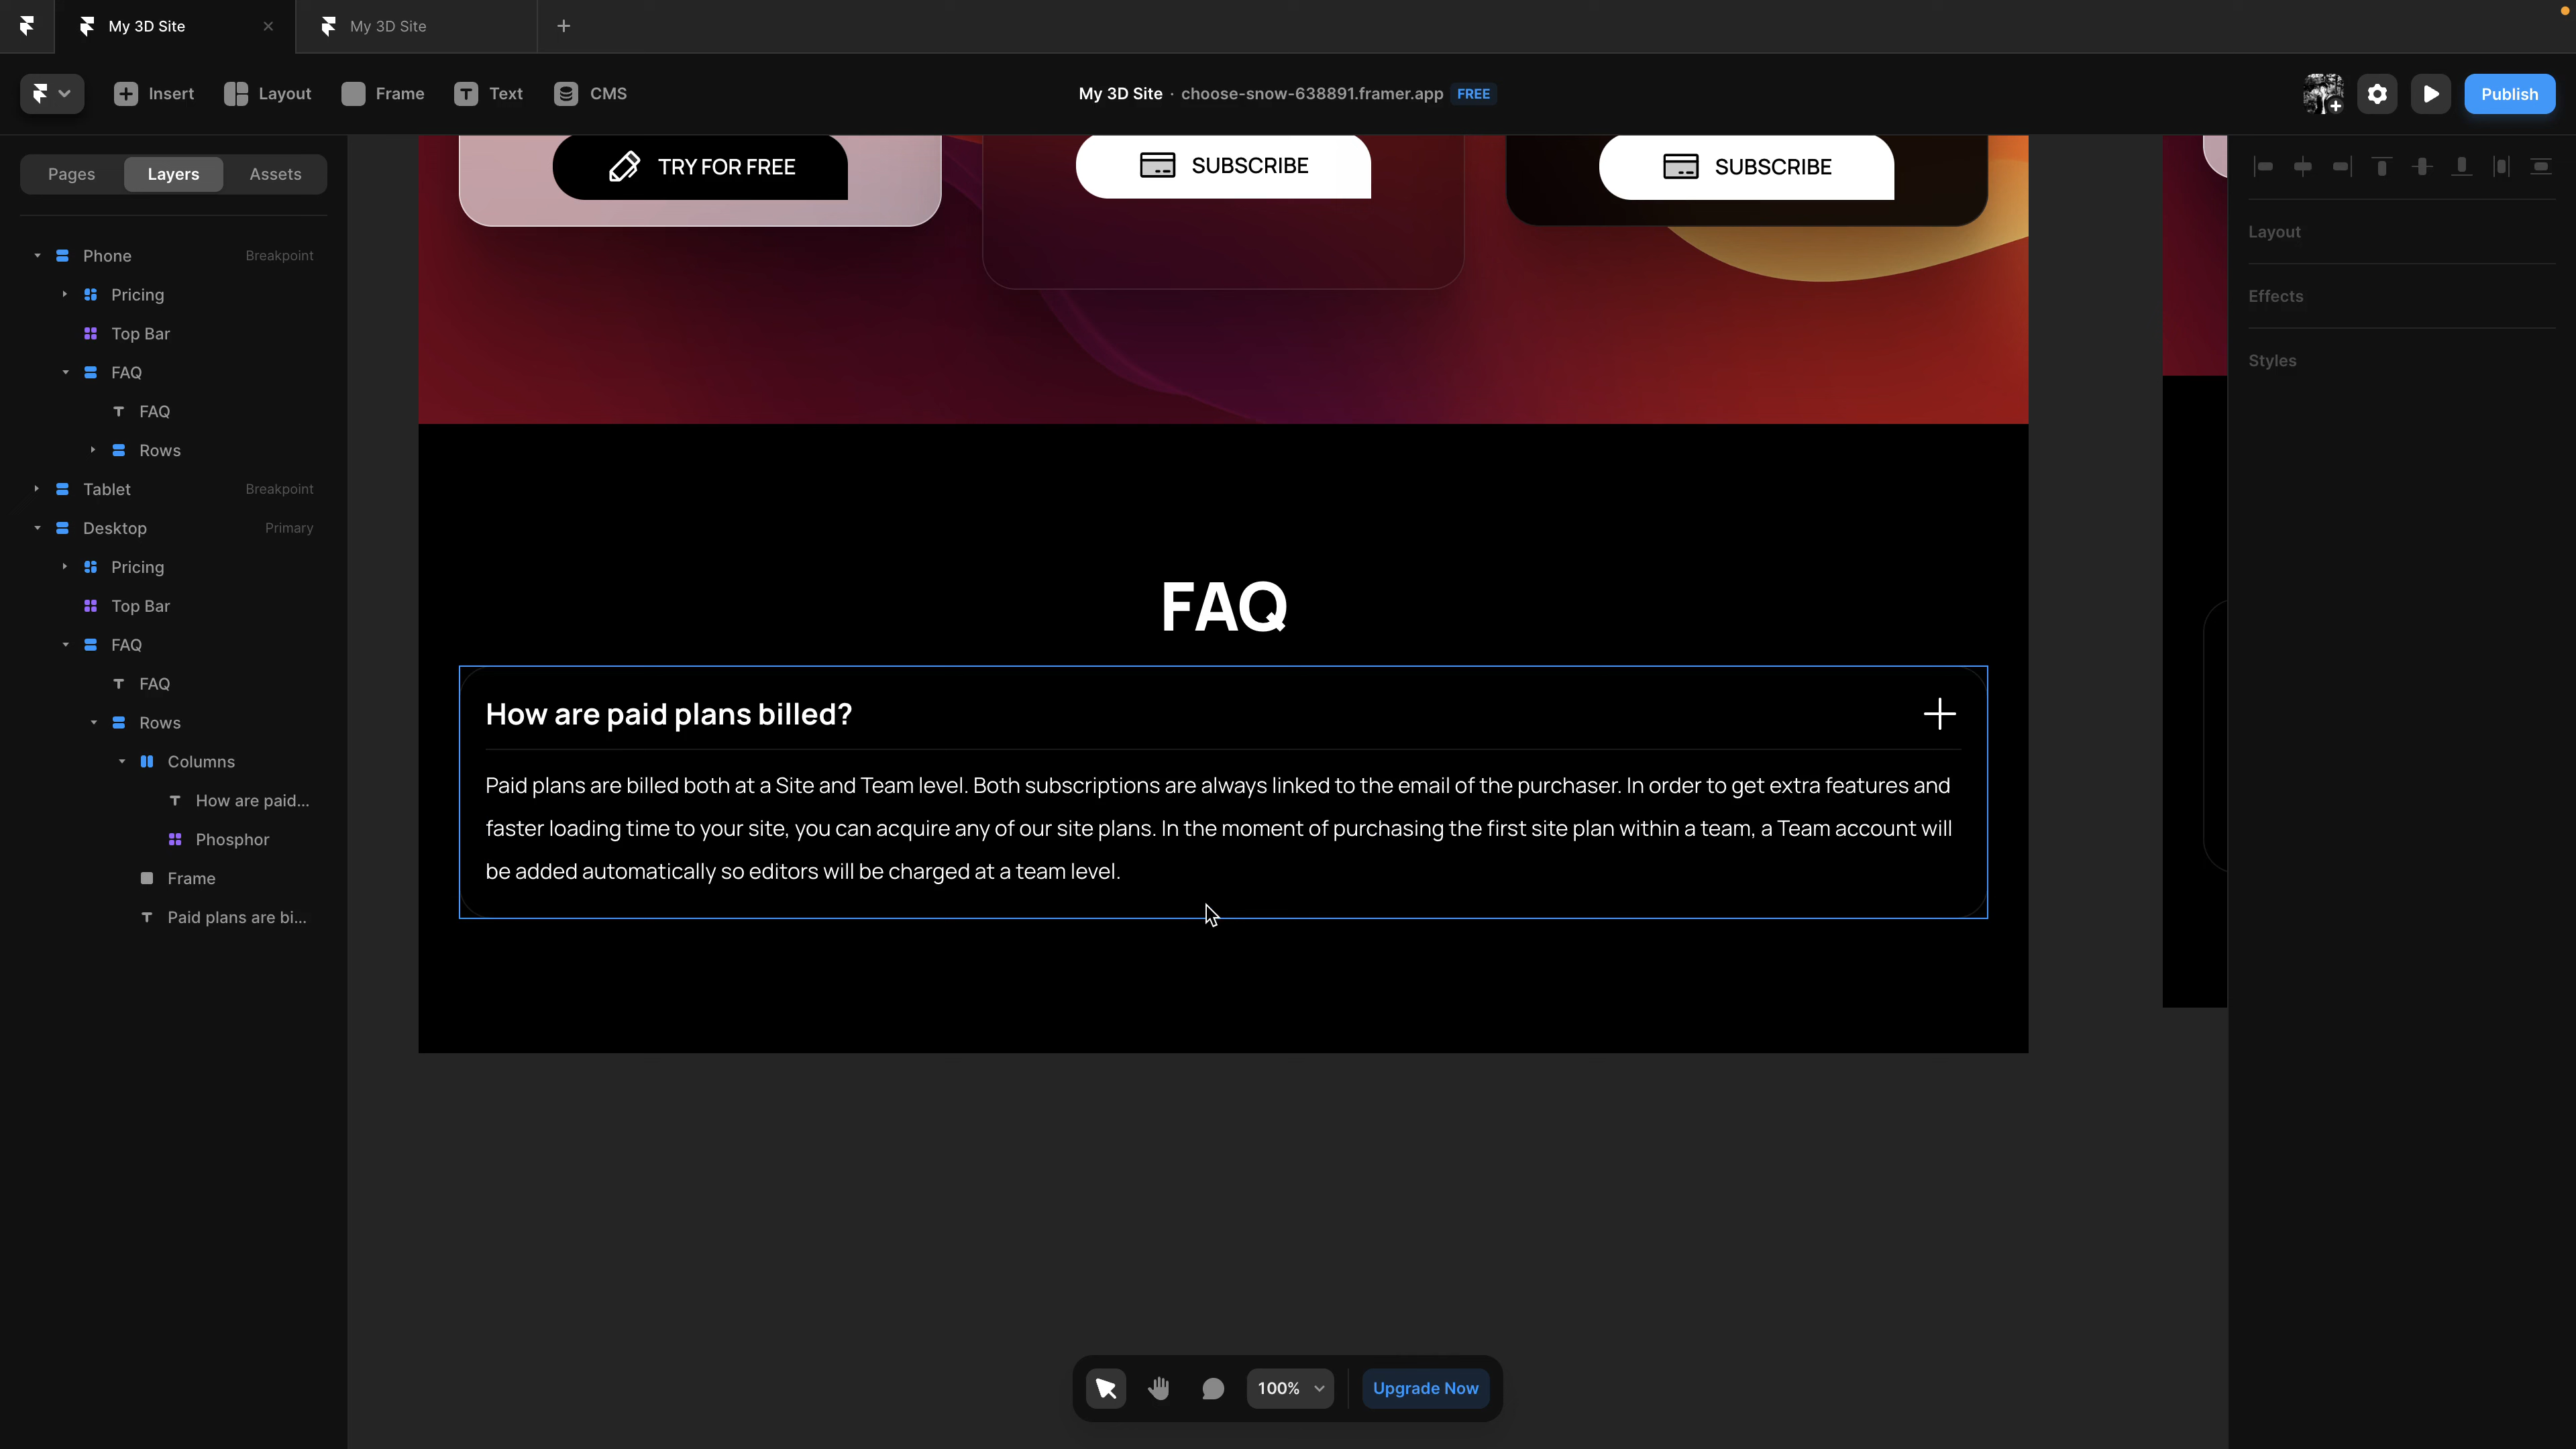 My 3D Site
My 3D Site
Insert
Layout
Frame
Text
CMS
My 3D Site · choose-snow-638891.framer.app FREE
Publish
Pages
Layers
Assets
Phone
Breakpoint
Pricing
Top Bar
FAQ
FAQ
Rows
Tablet
Breakpoint
Desktop
Primary
Pricing
Top Bar
FAQ
FAQ
Rows
Columns
How are paid...
Phosphor
Frame
Paid plans are bi...
TRY FOR FREE
SUBSCRIBE
SUBSCRIBE
FAQ
How are paid plans billed?
Paid plans are billed both at a Site and Team level. Both subscriptions are always linked to the email of the purchaser. In order to get extra features and
faster loading time to your site, you can acquire any of our site plans. In the moment of purchasing the first site plan within a team, a Team account will
be added automatically so editors will be charged at a team level.
Layout
Effects
Styles
100%
Upgrade Now